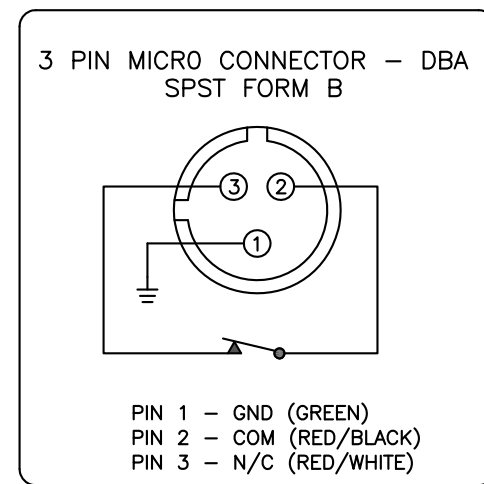 3 PIN MICRO CONNECTOR – DBA
SPST FORM B
3 2
1
PIN 1 – GND (GREEN)
PIN 2 – COM (RED/BLACK)
PIN 3 – N/C (RED/WHITE)